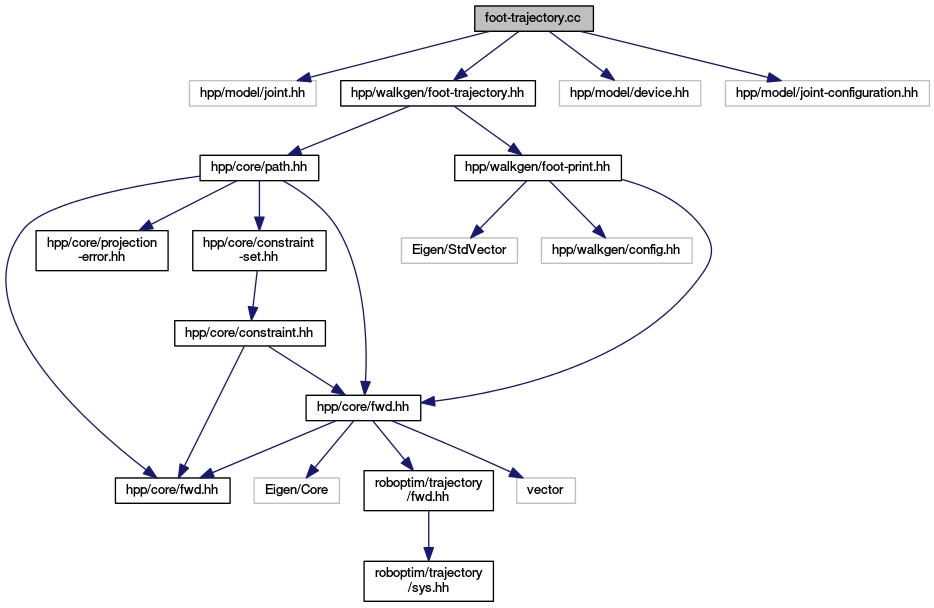 foot-trajectory.cc
hpp/model/joint.hh
hpp/walkgen/foot-trajectory.hh
hpp/model/device.hh
hpp/model/joint-configuration.hh
hpp/core/path.hh
hpp/walkgen/foot-print.hh
hpp/core/projection
-error.hh
hpp/core/constraint
-set.hh
Eigen/StdVector
hpp/walkgen/config.hh
hpp/core/constraint.hh
hpp/core/fwd.hh
hpp/core/fwd.hh
Eigen/Core
roboptim/trajectory
/fwd.hh
vector
roboptim/trajectory
/sys.hh